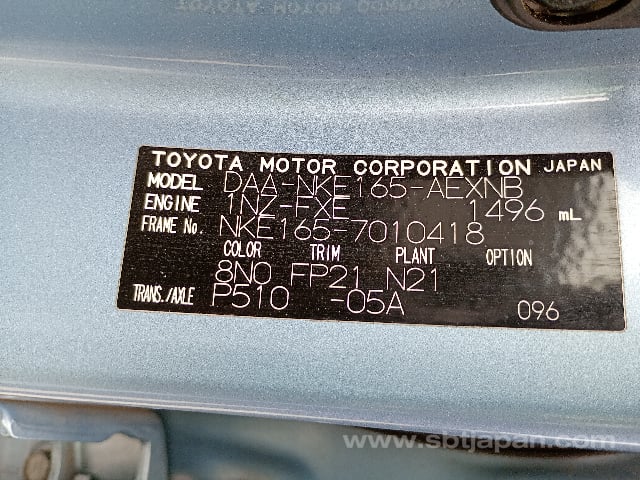 TOYOTA MOTOR CORPORATION JAPAN
MODEL DAA-NKE165-AEXNB
ENGINE 1NZ-FXE 1496 mL
FRAME No. NKE165-7010418
COLOR TRIM PLANT OPTION
8N0 FP21 N21
TRANS./AXLE P510 -05A 096
www.sbtjapan.com